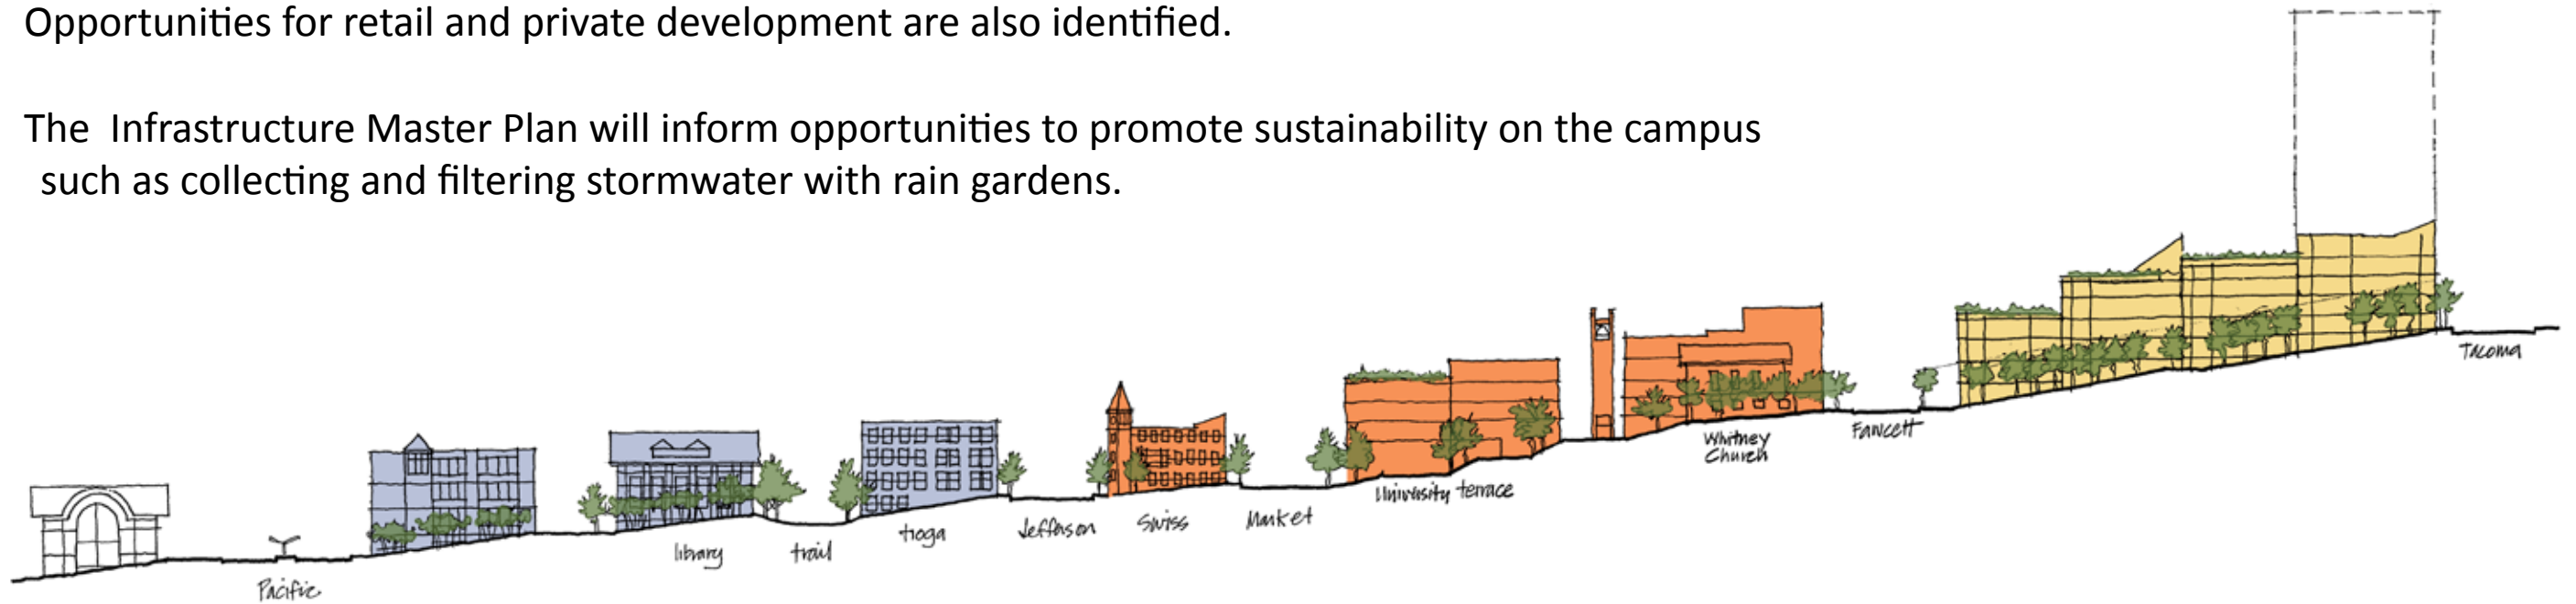 Opportunities for retail and private development are also identified.
The  Infrastructure Master Plan will inform opportunities to promote sustainability on the campus
such as collecting and filtering stormwater with rain gardens.
Pacific
library
trail
tioga
Jefferson
Swiss
Market
University terrace
Whitney
Church
Fawcett
Tacoma